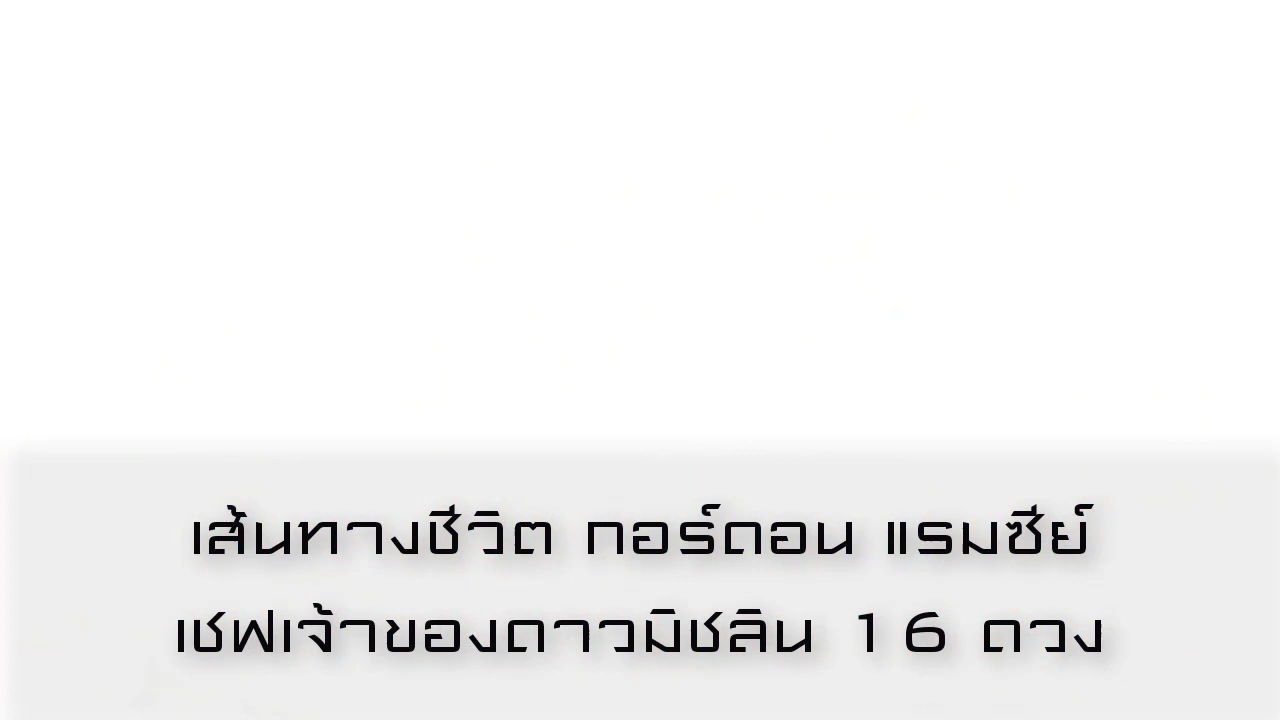 เส้นทางชีวิต กอร์ดอน แรมซีย์
เชฟเจ้าของดาวมิชลิน 16 ดวง